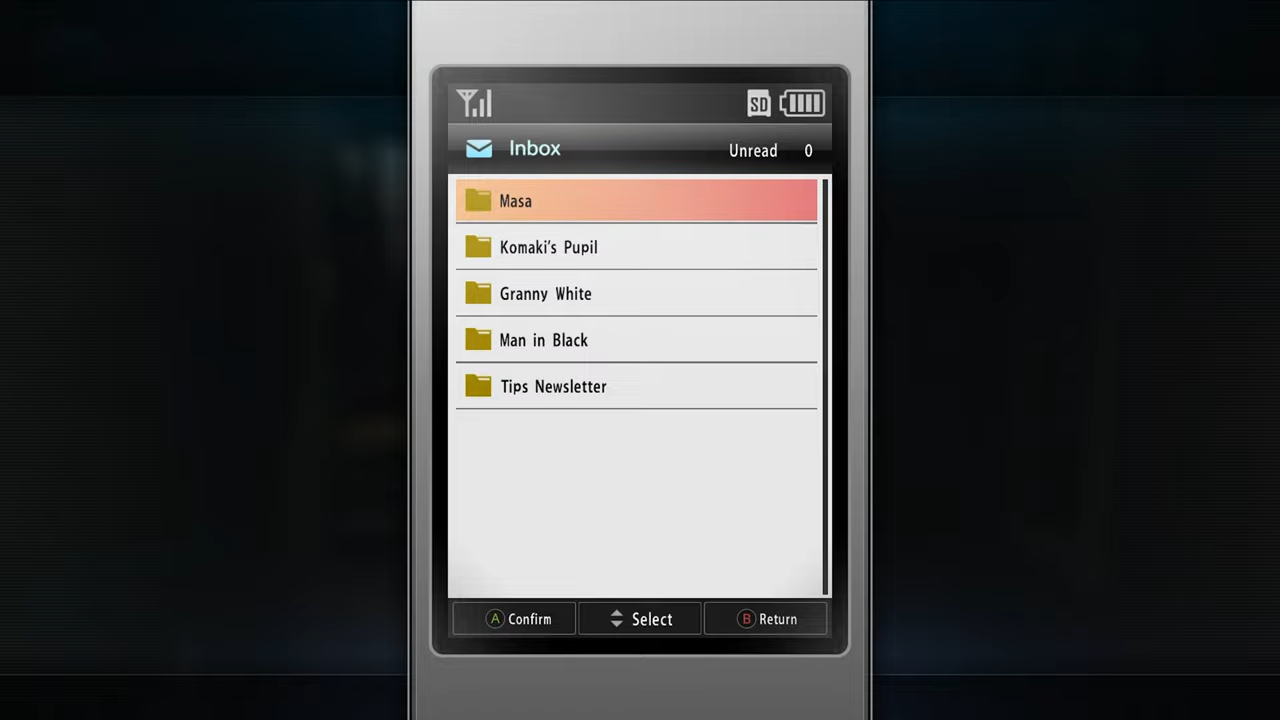 SD
Inbox
Unread 0
Masa
Komaki's Pupil
Granny White
Man in Black
Tips Newsletter
A Confirm
Select
B Return